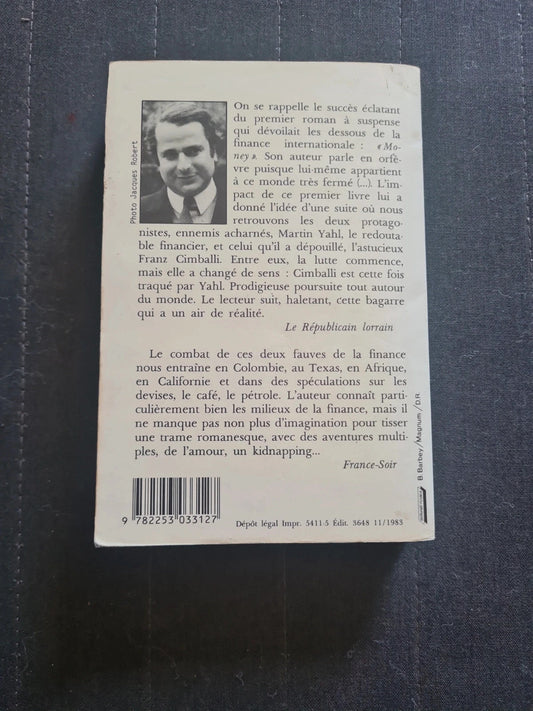 On se rappelle le succès éclatant
du premier roman à suspense
qui dévoilait les dessous de la
finance internationale : « Mo-
ney ». Son auteur parle en orfè-
vre puisque lui-même appartient
à ce monde très fermé (...). L'im-
pact de ce premier livre lui a
donné l'idée d'une suite où nous
retrouvons les deux protago-
nistes, ennemis acharnés, Martin Yahl, le redouta-
ble financier, et celui qu'il a dépouillé, l'astucieux
Franz Cimballi. Entre eux, la lutte commence,
mais elle a changé de sens : Cimballi est cette fois
traqué par Yahl. Prodigieuse poursuite tout autour
du monde. Le lecteur suit, haletant, cette bagarre
qui a un air de réalité.
Le Républicain lorrain
Photo Jacques Robert
Le combat de ces deux fauves de la finance
nous entraîne en Colombie, au Texas, en Afrique,
en Californie et dans des spéculations sur les
devises, le café, le pétrole. L'auteur connaît parti-
culièrement bien les milieux de la finance, mais il
ne manque pas non plus d'imagination pour tisser
une trame romanesque, avec des aventures multi-
ples, de l'amour, un kidnapping...
France-Soir
B. Barbey/Magnum/D.R.
9 782253 033127
Dépôt légal Impr. 5411-5 Édit. 3648 11/1983